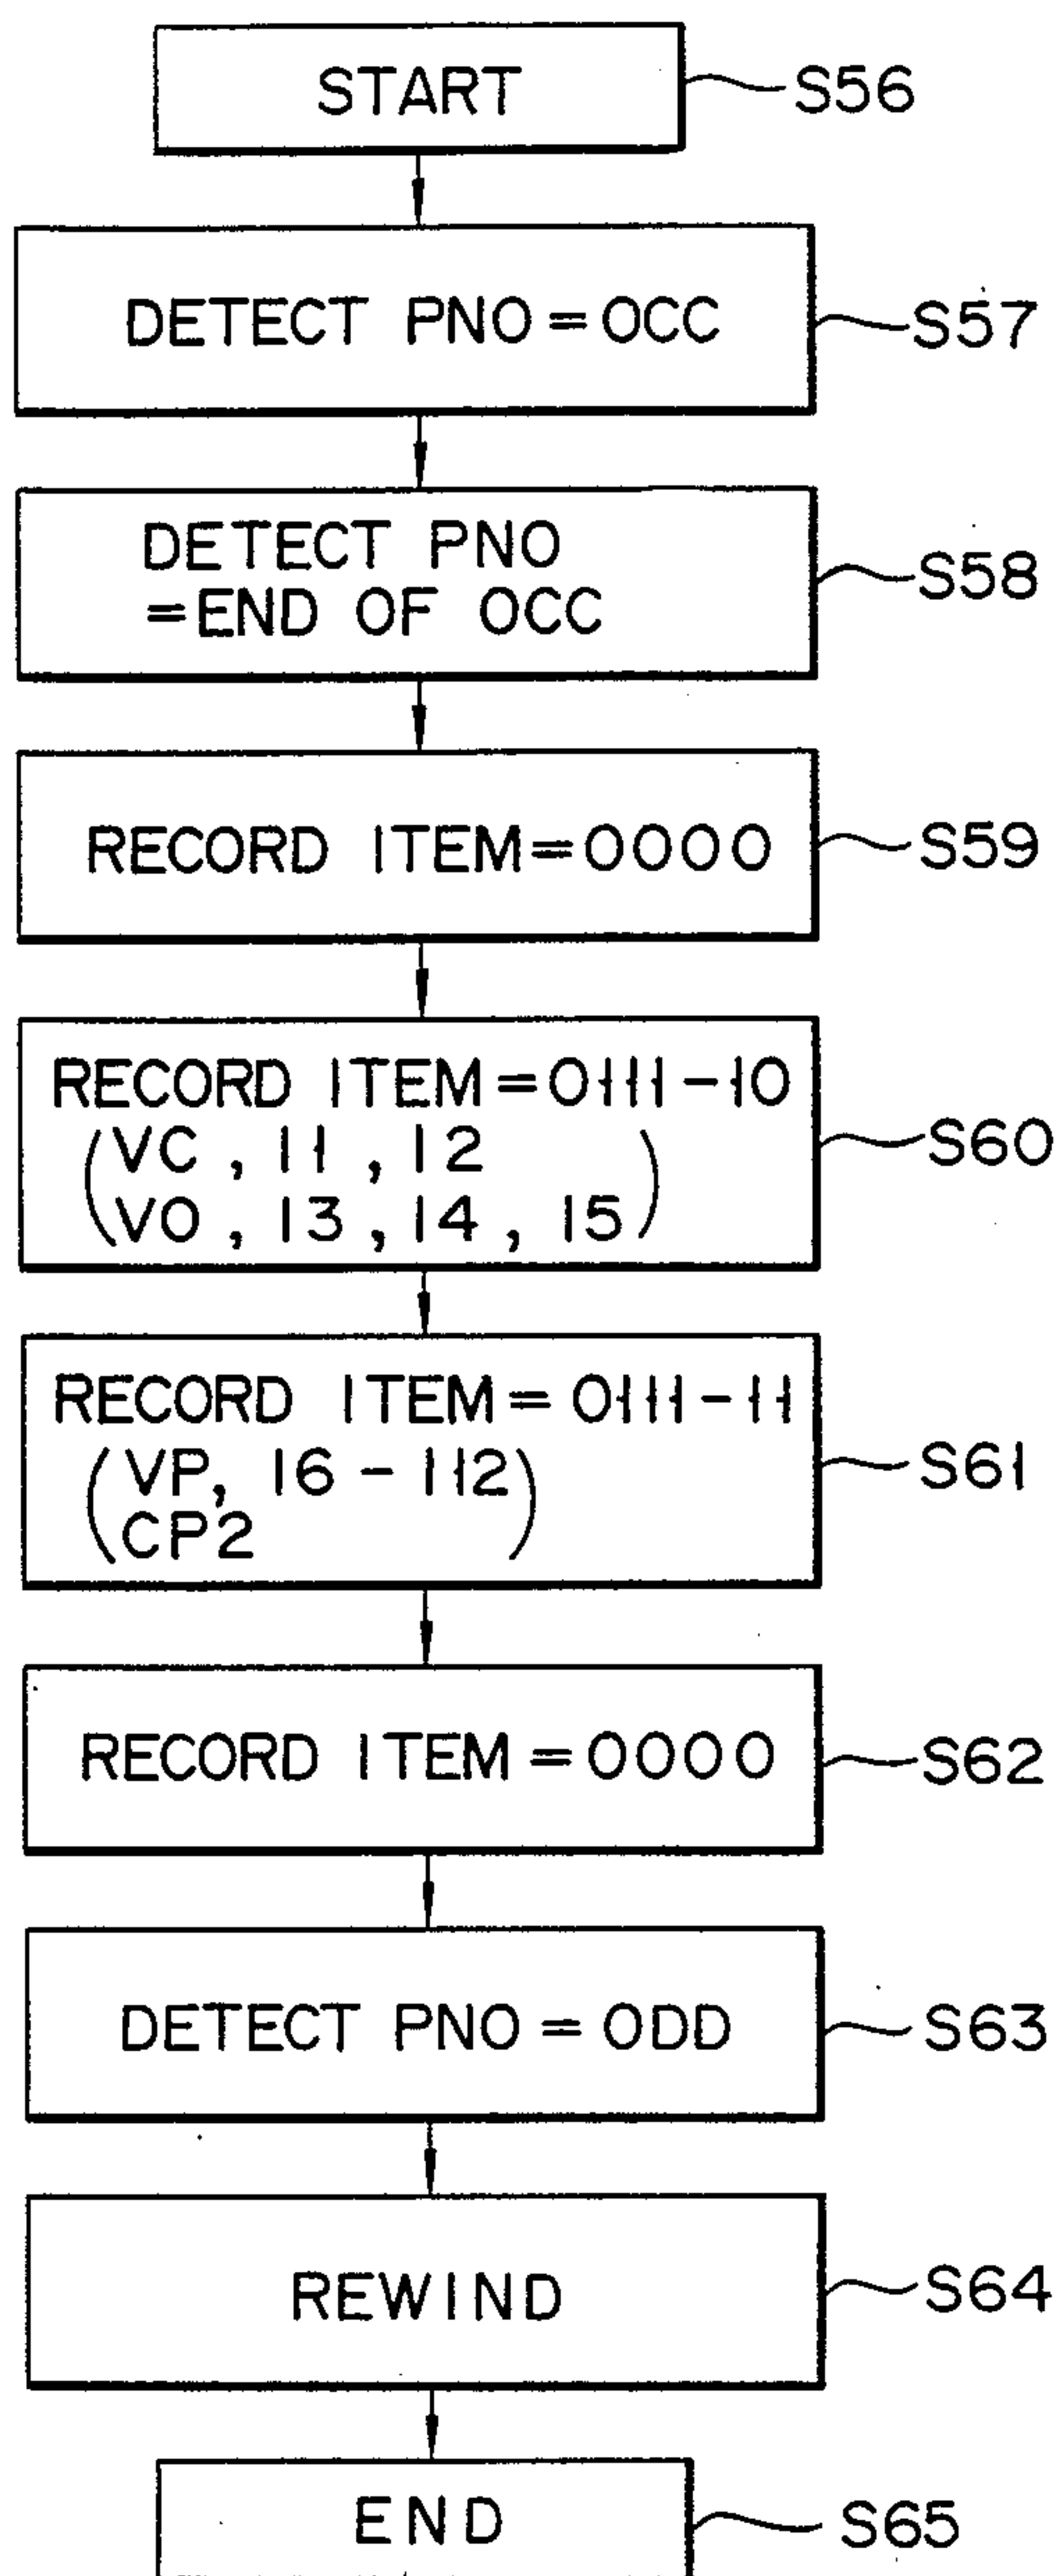 START
S56
DETECT PNO = OCC
S57
DETECT PNO
= END OF OCC
S58
RECORD ITEM = 0000
S59
RECORD ITEM = 0111-10
(VC, 11, 12
VO, 13, 14, 15)
S60
RECORD ITEM = 0111-11
(VP, 16-112
CP2)
S61
RECORD ITEM = 0000
S62
DETECT PNO = ODD
S63
REWIND
S64
END
S65